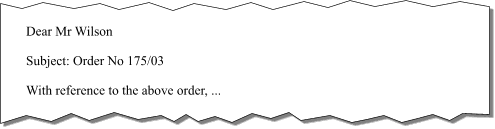 Dear Mr Wilson
Subject: Order No 175/03
With reference to the above order, ...